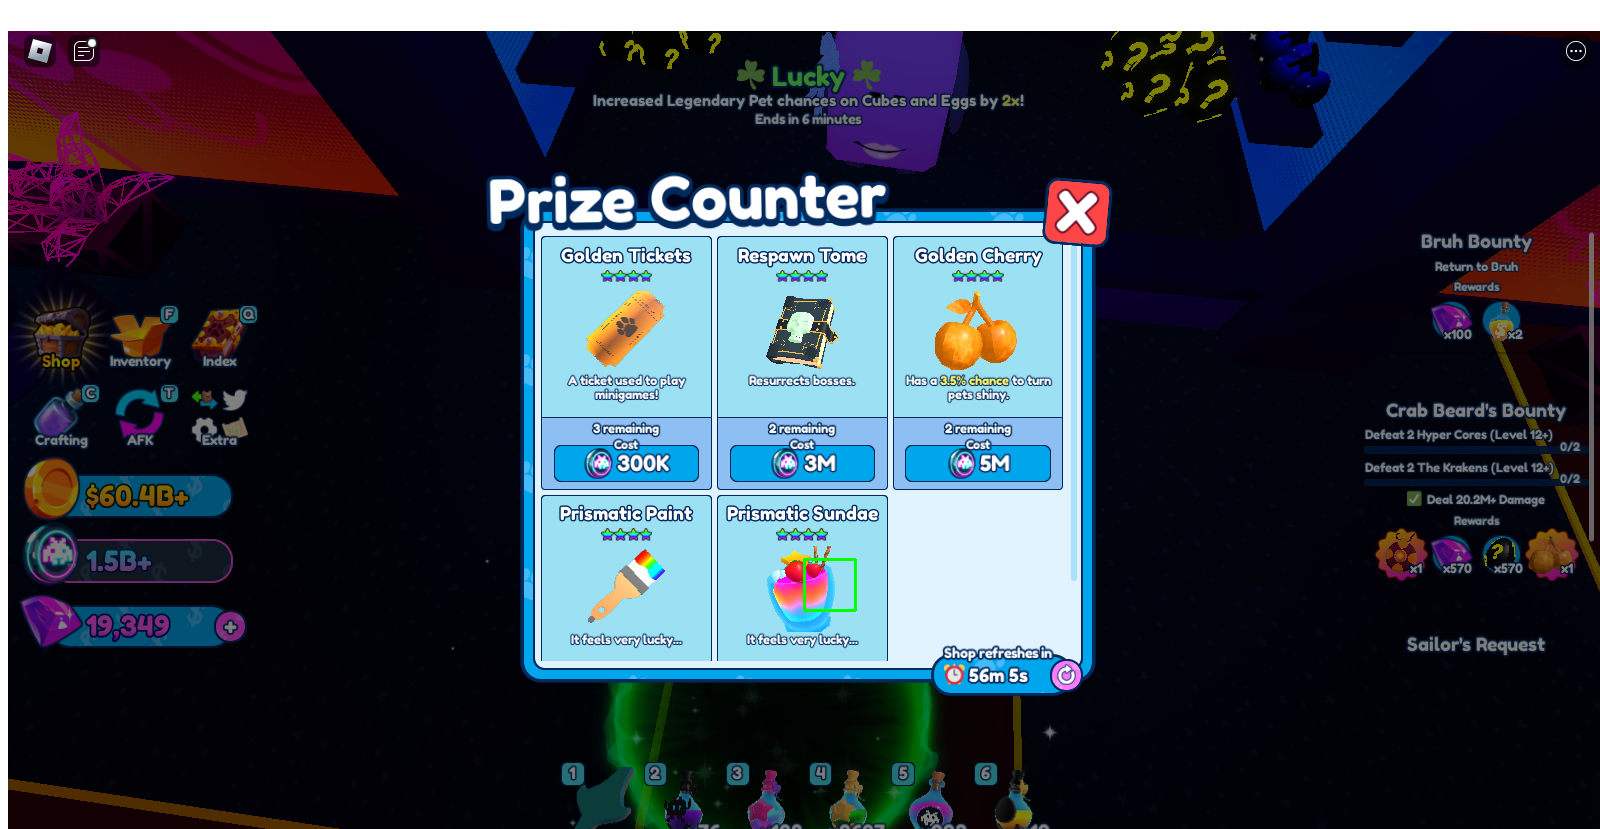 Lucky
Increased Legendary Pet chances on Cubes and Eggs by 2x!
Ends in 6 minutes
Prize Counter
Golden Tickets
A ticket used to play
minigames!
3 remaining
Cost
300K
Respawn Tome
Resurrects bosses.
2 remaining
Cost
3M
Golden Cherry
Has a 3.5% chance to turn
pets shiny.
2 remaining
Cost
5M
Prismatic Paint
It feels very lucky...
Prismatic Sundae
It feels very lucky...
Shop refreshes in
56m 5s
Shop
F
Inventory
Q
Index
C
Crafting
T
AFK
Extra
$60.4B+
1.5B+
19,349
Bruh Bounty
Return to Bruh
Rewards
x100
x2
Crab Beard's Bounty
Defeat 2 Hyper Cores (Level 12+)
0/2
Defeat 2 The Krakens (Level 12+)
0/2
Deal 20.2M+ Damage
Rewards
x1
x570
x570
x1
Sailor's Request
1
2
3
4
5
6